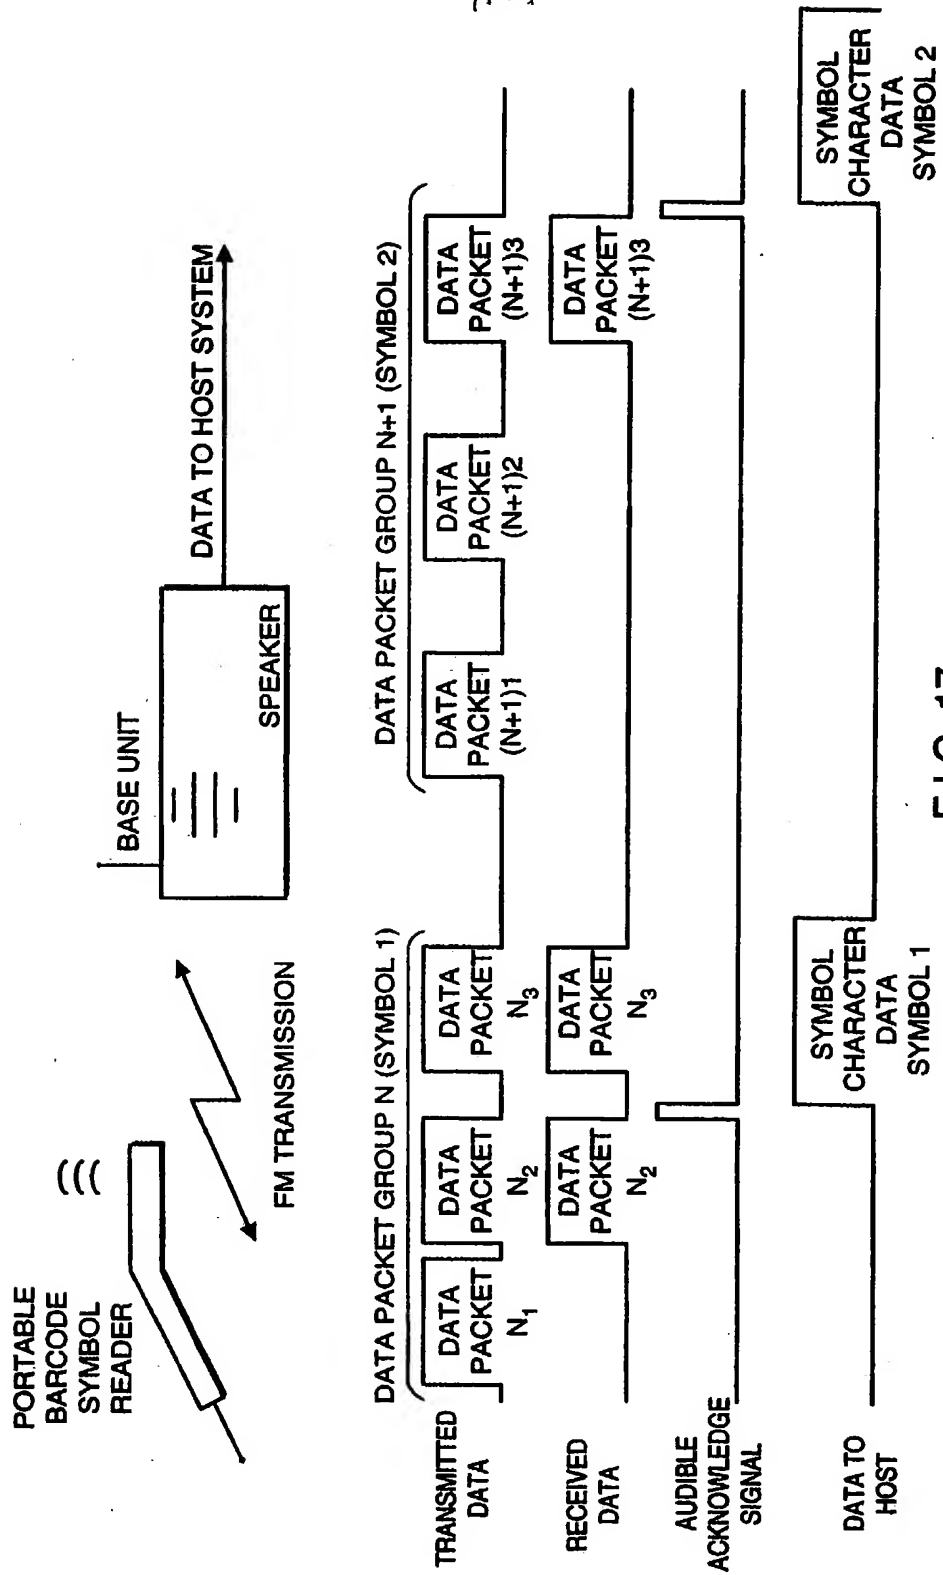 PORTABLE
BARCODE
SYMBOL
READER
FM TRANSMISSION
BASE UNIT
SPEAKER
DATA TO HOST SYSTEM
DATA PACKET GROUP N (SYMBOL 1)
DATA PACKET GROUP N+1 (SYMBOL 2)
TRANSMITTED
DATA
DATA
PACKET
N1
DATA
PACKET
N2
DATA
PACKET
N3
DATA
PACKET
(N+1)1
DATA
PACKET
(N+1)2
DATA
PACKET
(N+1)3
RECEIVED
DATA
DATA
PACKET
N2
DATA
PACKET
N3
DATA
PACKET
(N+1)3
AUDIBLE
ACKNOWLEDGE
SIGNAL
DATA TO
HOST
SYMBOL
CHARACTER
DATA
SYMBOL 1
SYMBOL
CHARACTER
DATA
SYMBOL 2